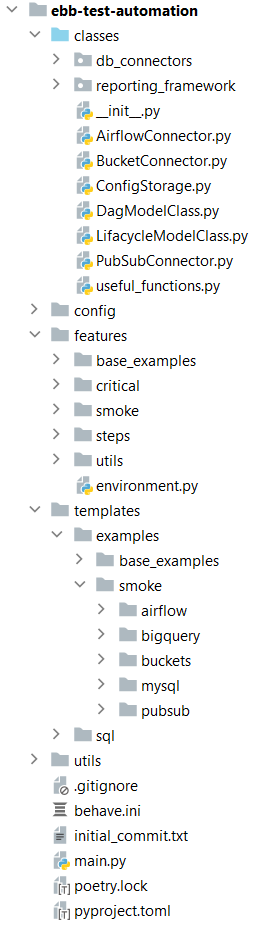 ebb-test-automation
classes
db_connectors
reporting_framework
__init__.py
AirflowConnector.py
BucketConnector.py
ConfigStorage.py
DagModelClass.py
LifacycleModelClass.py
PubSubConnector.py
useful_functions.py
config
features
base_examples
critical
smoke
steps
utils
environment.py
templates
examples
base_examples
smoke
airflow
bigquery
buckets
mysql
pubsub
sql
utils
.gitignore
behave.ini
initial_commit.txt
main.py
poetry.lock
pyproject.toml